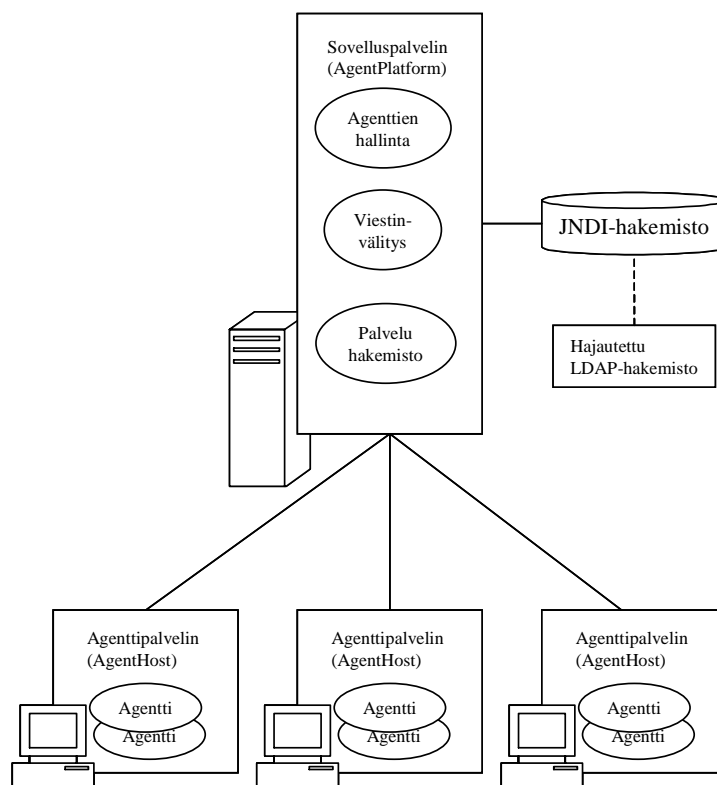 Sovelluspalvelin
(AgentPlatform)
Agenttien
hallinta
Viestin-
välitys
Palvelu
hakemisto
JNDI-hakemisto
Hajautettu
LDAP-hakemisto
Agenttipalvelin
(AgentHost)
Agentti
Agentti
Agenttipalvelin
(AgentHost)
Agentti
Agentti
Agenttipalvelin
(AgentHost)
Agentti
Agentti